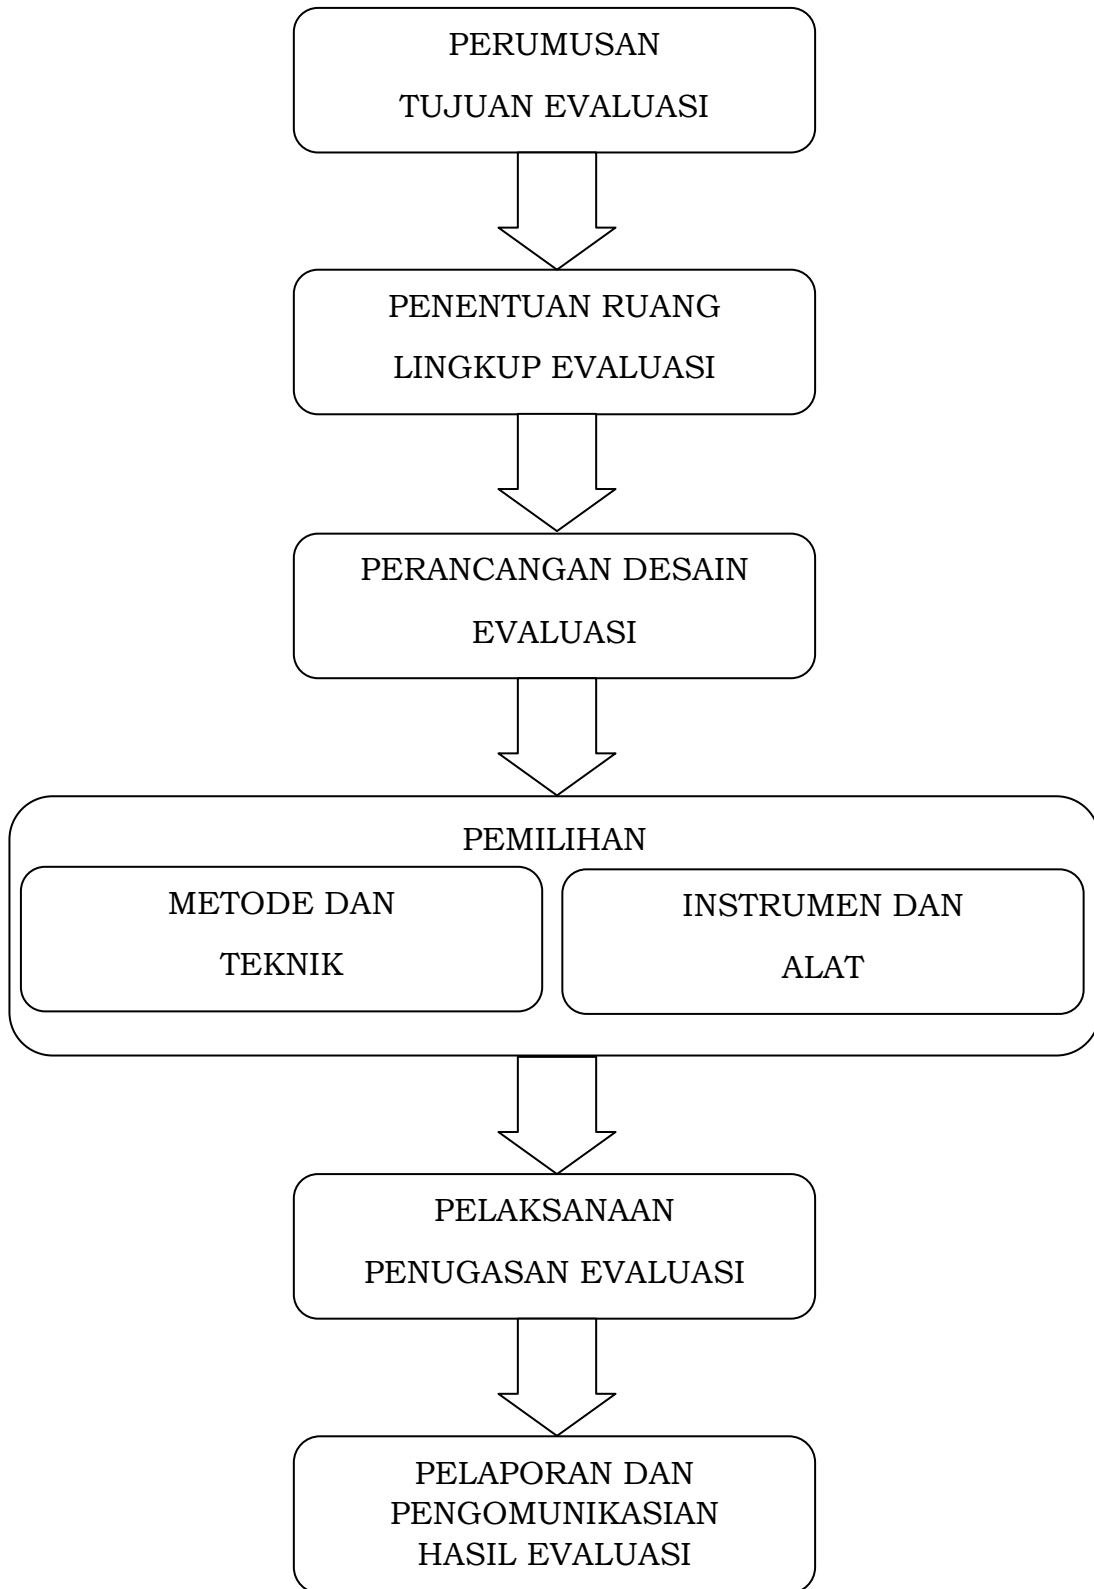 PERUMUSAN
TUJUAN EVALUASI
PENENTUAN RUANG
LINGKUP EVALUASI
PERANCANGAN DESAIN
EVALUASI
PEMILIHAN
METODE DAN
TEKNIK
INSTRUMEN DAN
ALAT
PELAKSANAAN
PENUGASAN EVALUASI
PELAPORAN DAN
PENGOMUNIKASIAN
HASIL EVALUASI